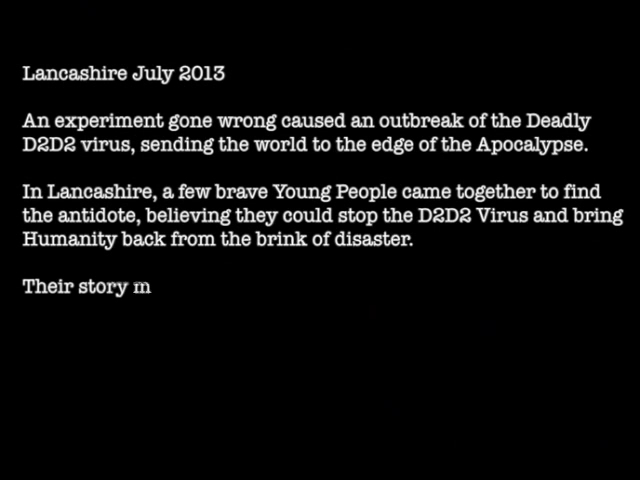 Lancashire July 2013
An experiment gone wrong caused an outbreak of the Deadly
D2D2 virus, sending the world to the edge of the Apocalypse.
In Lancashire, a few brave Young People came together to find
the antidote, believing they could stop the D2D2 Virus and bring
Humanity back from the brink of disaster.
Their story m